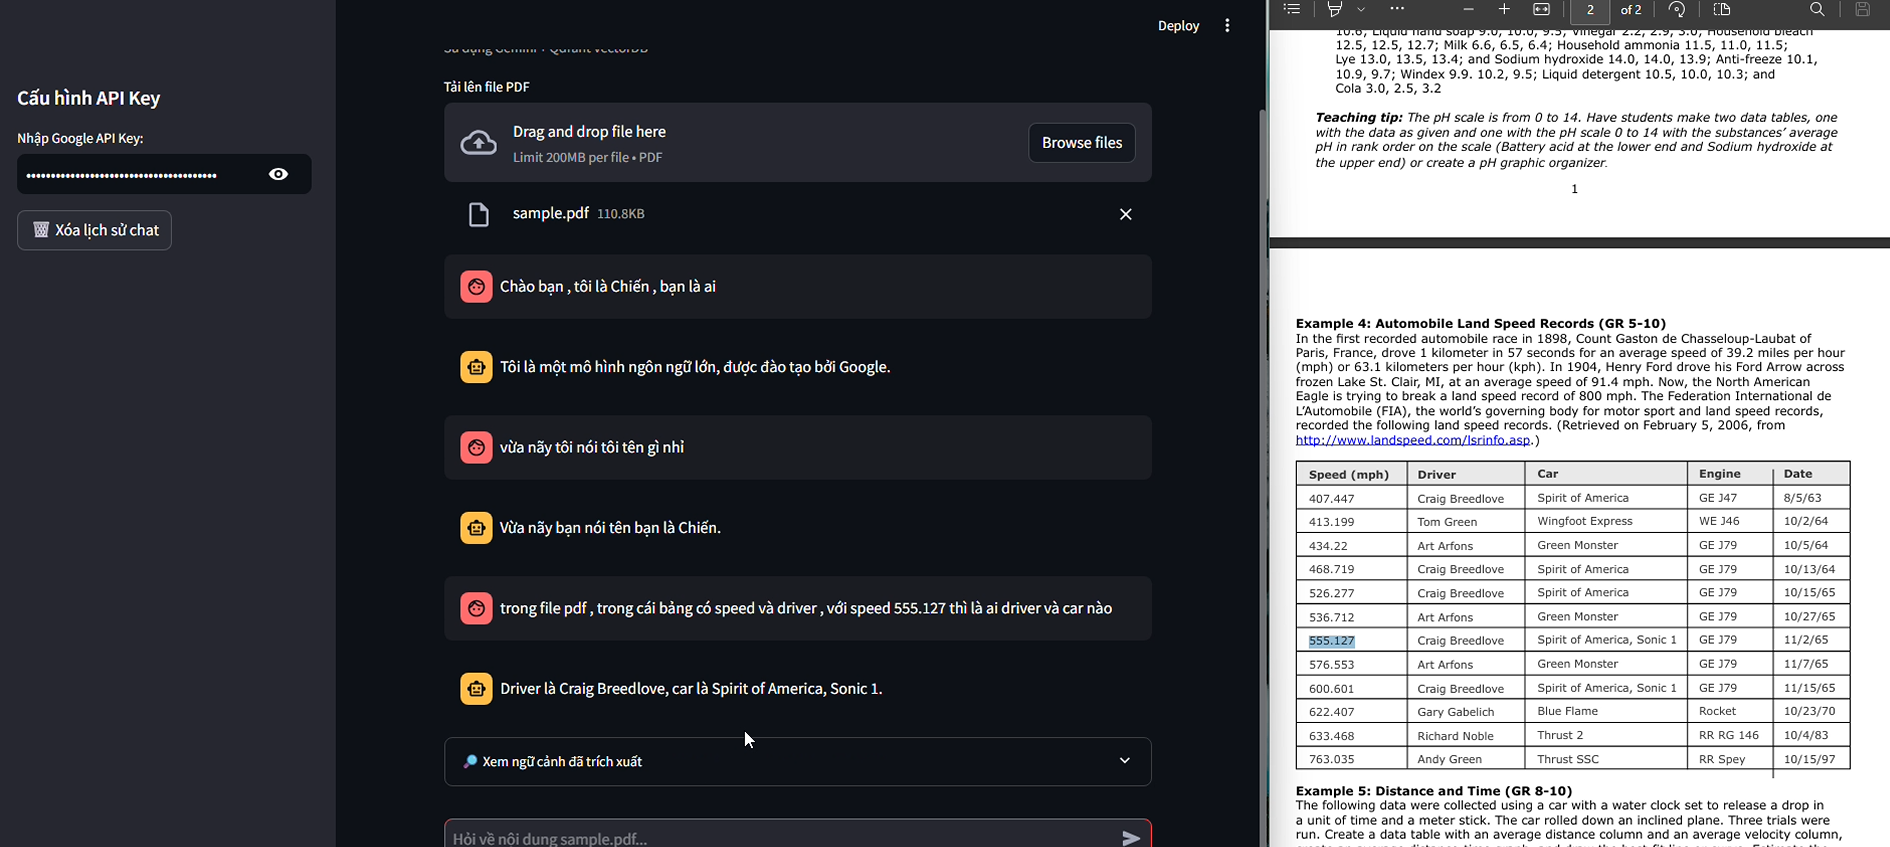 Deploy
Sử dụng Gemini + Qdrant VectorDB
Cấu hình API Key
Nhập Google API Key:
Xóa lịch sử chat
Tải lên file PDF
Drag and drop file here
Limit 200MB per file • PDF
Browse files
sample.pdf 110.8KB
Chào bạn , tôi là Chiến , bạn là ai
Tôi là một mô hình ngôn ngữ lớn, được đào tạo bởi Google.
vừa nãy tôi nói tôi tên gì nhỉ
Vừa nãy bạn nói tên bạn là Chiến.
trong file pdf , trong cái bảng có speed và driver , với speed 555.127 thì là ai driver và car nào
Driver là Craig Breedlove, car là Spirit of America, Sonic 1.
Xem ngữ cảnh đã trích xuất
Hỏi về nội dung sample.pdf...
2 of 2
10.6; Liquid hand soap 9.0, 10.0, 9.5; Vinegar 2.2, 2.9, 3.0; Household bleach
12.5, 12.5, 12.7; Milk 6.6, 6.5, 6.4; Household ammonia 11.5, 11.0, 11.5;
Lye 13.0, 13.5, 13.4; and Sodium hydroxide 14.0, 14.0, 13.9; Anti-freeze 10.1,
10.9, 9.7; Windex 9.9. 10.2, 9.5; Liquid detergent 10.5, 10.0, 10.3; and
Cola 3.0, 2.5, 3.2
Teaching tip: The pH scale is from 0 to 14. Have students make two data tables, one
with the data as given and one with the pH scale 0 to 14 with the substances' average
pH in rank order on the scale (Battery acid at the lower end and Sodium hydroxide at
the upper end) or create a pH graphic organizer.
1
Example 4: Automobile Land Speed Records (GR 5-10)
In the first recorded automobile race in 1898, Count Gaston de Chasseloup-Laubat of
Paris, France, drove 1 kilometer in 57 seconds for an average speed of 39.2 miles per hour
(mph) or 63.1 kilometers per hour (kph). In 1904, Henry Ford drove his Ford Arrow across
frozen Lake St. Clair, MI, at an average speed of 91.4 mph. Now, the North American
Eagle is trying to break a land speed record of 800 mph. The Federation International de
L'Automobile (FIA), the world's governing body for motor sport and land speed records,
recorded the following land speed records. (Retrieved on February 5, 2006, from
http://www.landspeed.com/lsrinfo.asp.)
Speed (mph) Driver Car Engine Date
407.447 Craig Breedlove Spirit of America GE J47 8/5/63
413.199 Tom Green Wingfoot Express WE J46 10/2/64
434.22 Art Arfons Green Monster GE J79 10/5/64
468.719 Craig Breedlove Spirit of America GE J79 10/13/64
526.277 Craig Breedlove Spirit of America GE J79 10/15/65
536.712 Art Arfons Green Monster GE J79 10/27/65
555.127 Craig Breedlove Spirit of America, Sonic 1 GE J79 11/2/65
576.553 Art Arfons Green Monster GE J79 11/7/65
600.601 Craig Breedlove Spirit of America, Sonic 1 GE J79 11/15/65
622.407 Gary Gabelich Blue Flame Rocket 10/23/70
633.468 Richard Noble Thrust 2 RR RG 146 10/4/83
763.035 Andy Green Thrust SSC RR Spey 10/15/97
Example 5: Distance and Time (GR 8-10)
The following data were collected using a car with a water clock set to release a drop in
a unit of time and a meter stick. The car rolled down an inclined plane. Three trials were
run. Create a data table with an average distance column and an average velocity column,